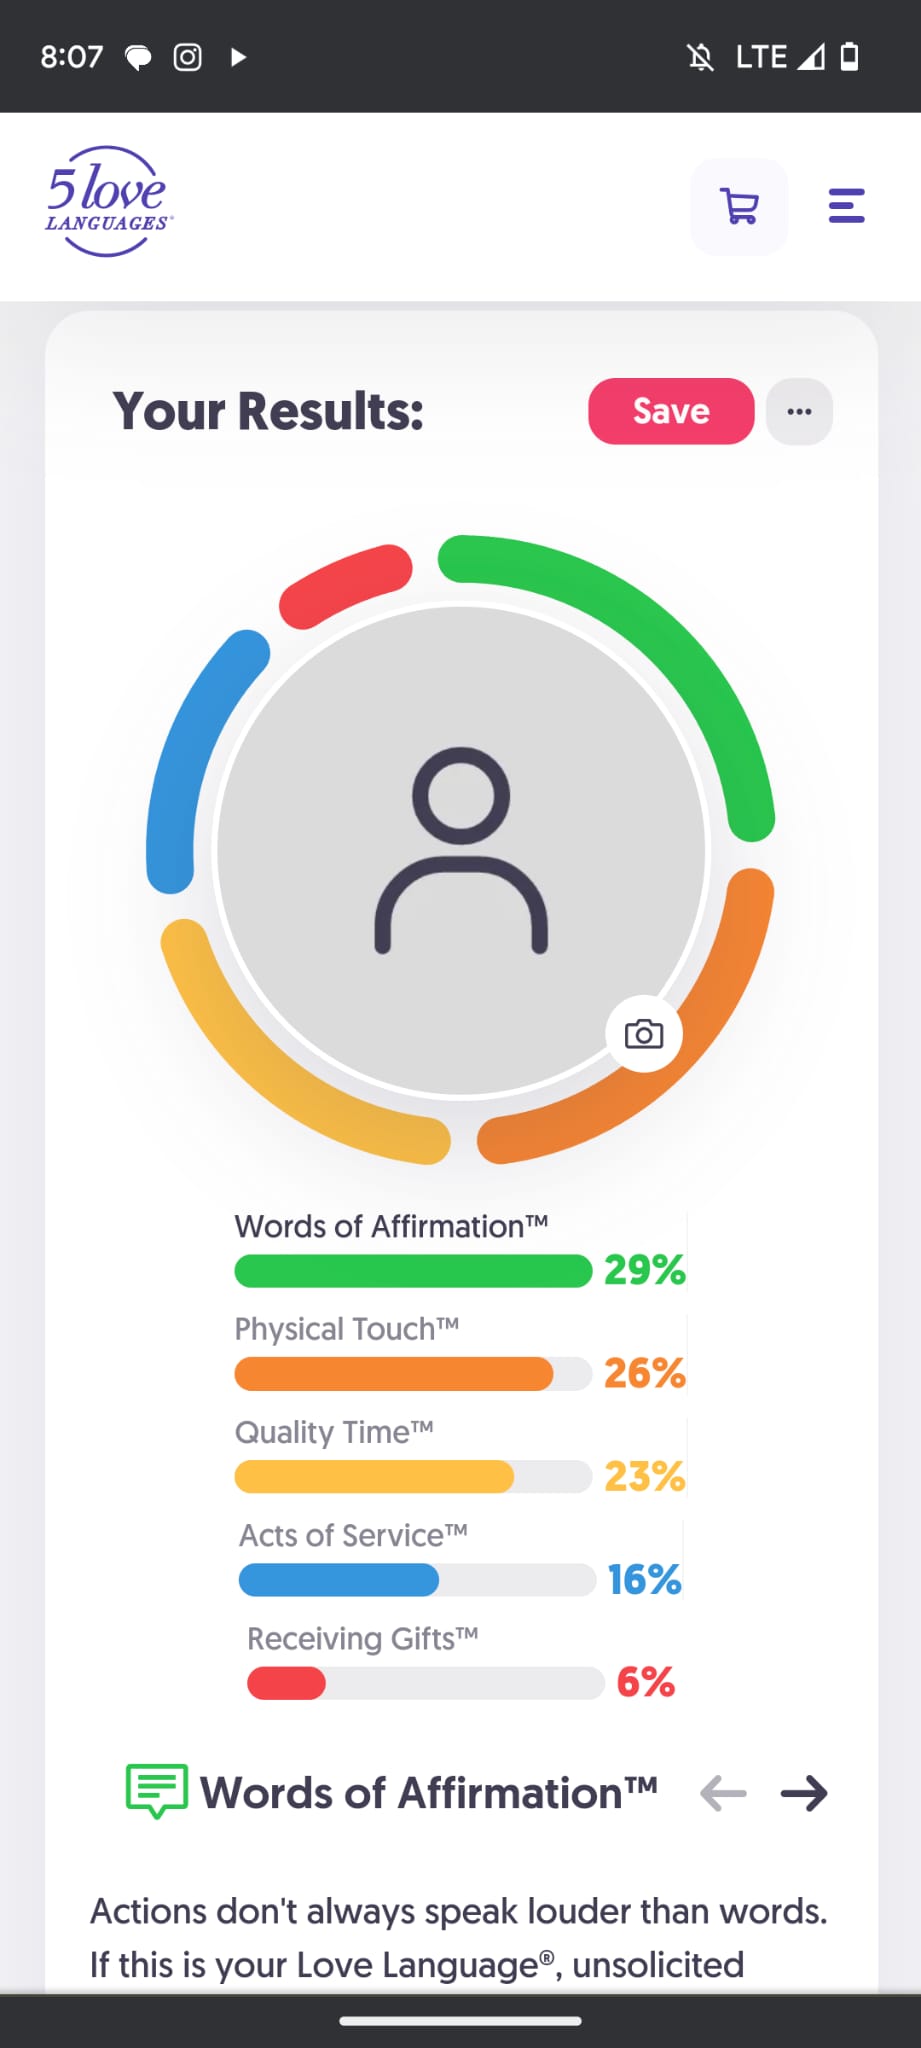 8:07
LTE
5 love
LANGUAGES®
Your Results:
Save
Words of Affirmation™
29%
Physical Touch™
26%
Quality Time™
23%
Acts of Service™
16%
Receiving Gifts™
6%
Words of Affirmation™
Actions don't always speak louder than words.
If this is your Love Language®, unsolicited